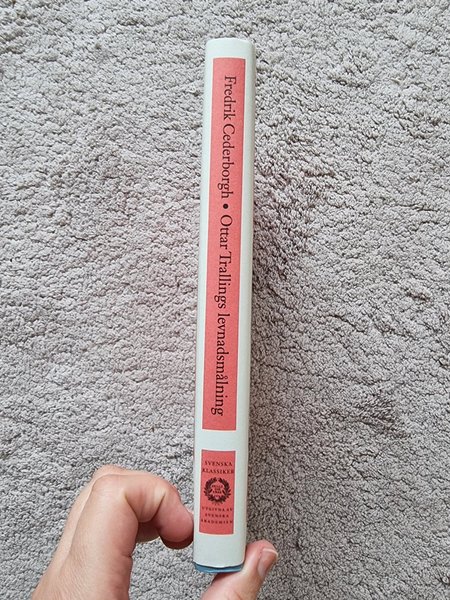 Fredrik Cederborgh • Ottar Trallings levnadsmålning
SVENSKA
KLASSIKER
UTGIVNA AV
SVENSKA
AKADEMIEN